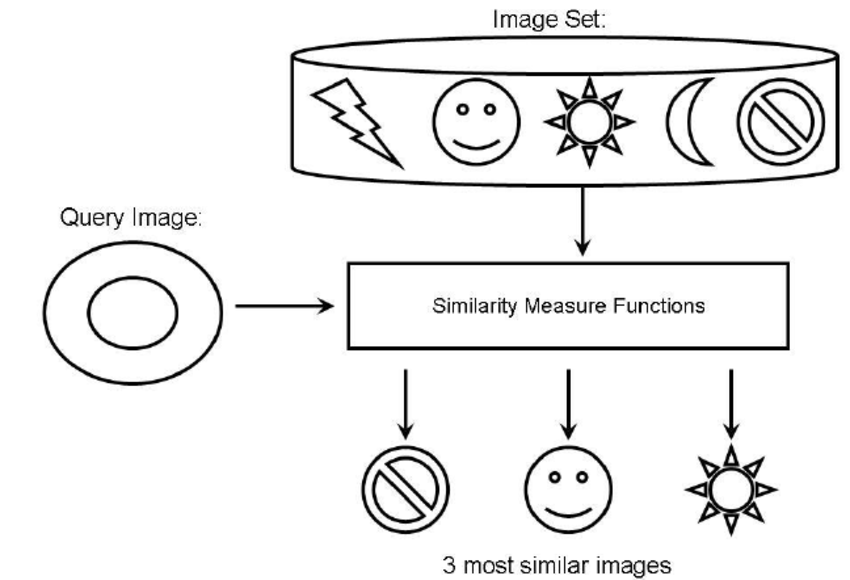 Image Set:
Query Image:
Similarity Measure Functions
3 most similar images